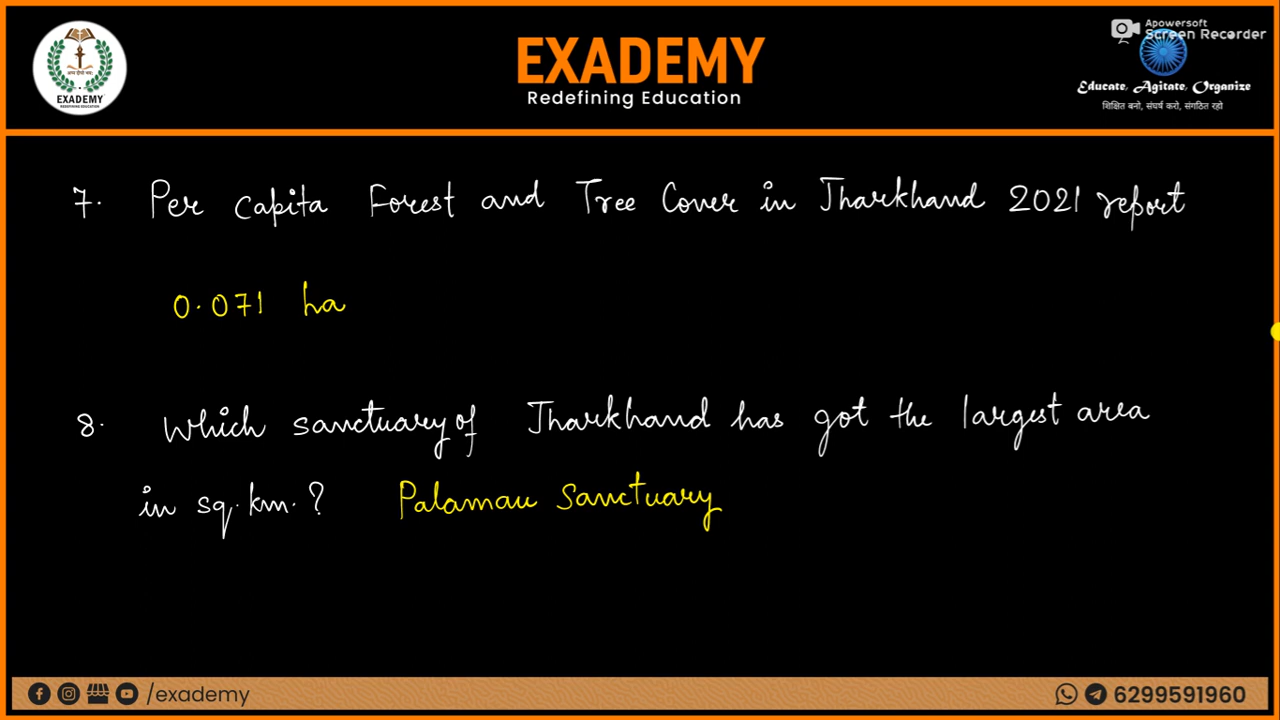 EXADEMY
Redefining Education
EXADEMY
REDEFINING EDUCATION
Apowersoft
Screen Recorder
Educate, Agitate, Organize
शिक्षित बनो, संघर्ष करो, संगठित रहो
7. Per capita Forest and Tree Cover in Jharkhand 2021 report
0.071 ha
8. Which sanctuary of Jharkhand has got the largest area
in sq.km.? Palamau Sanctuary
/exademy
6299591960